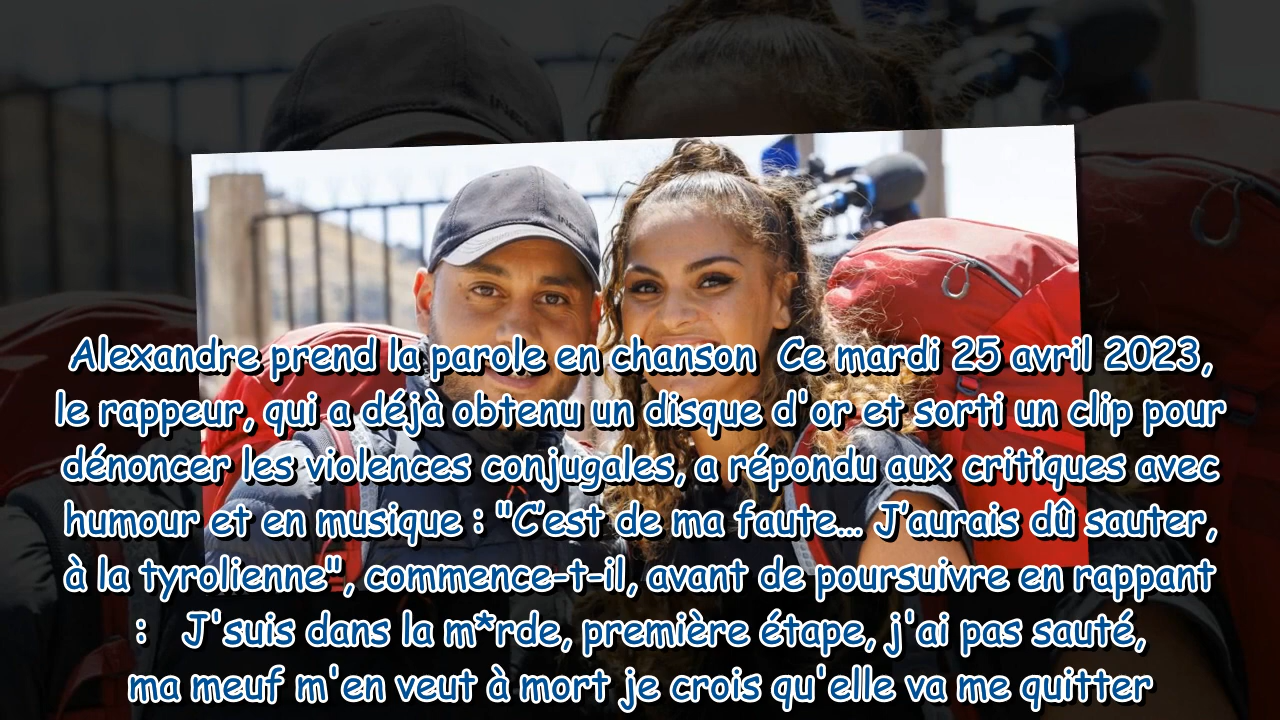 Alexandre prend la parole en chanson  Ce mardi 25 avril 2023,
le rappeur, qui a déjà obtenu un disque d'or et sorti un clip pour
dénoncer les violences conjugales, a répondu aux critiques avec
humour et en musique : "C’est de ma faute… J’aurais dû sauter,
à la tyrolienne", commence-t-il, avant de poursuivre en rappant
:   J'suis dans la m*rde, première étape, j'ai pas sauté,
ma meuf m'en veut à mort je crois qu'elle va me quitter